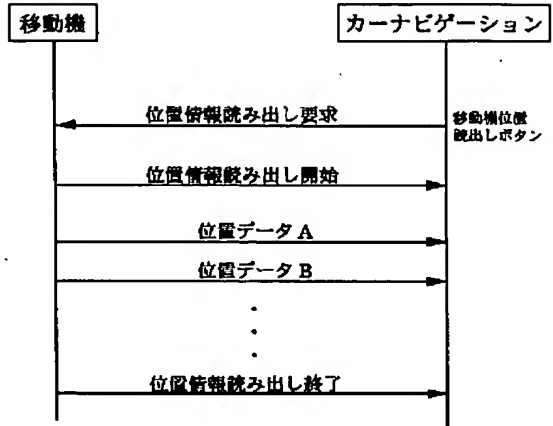 移動機
カーナビゲーション
位置情報読み出し要求
移動機位置
読出しボタン
位置情報読み出し開始
位置データ A
位置データ B
位置情報読み出し終了